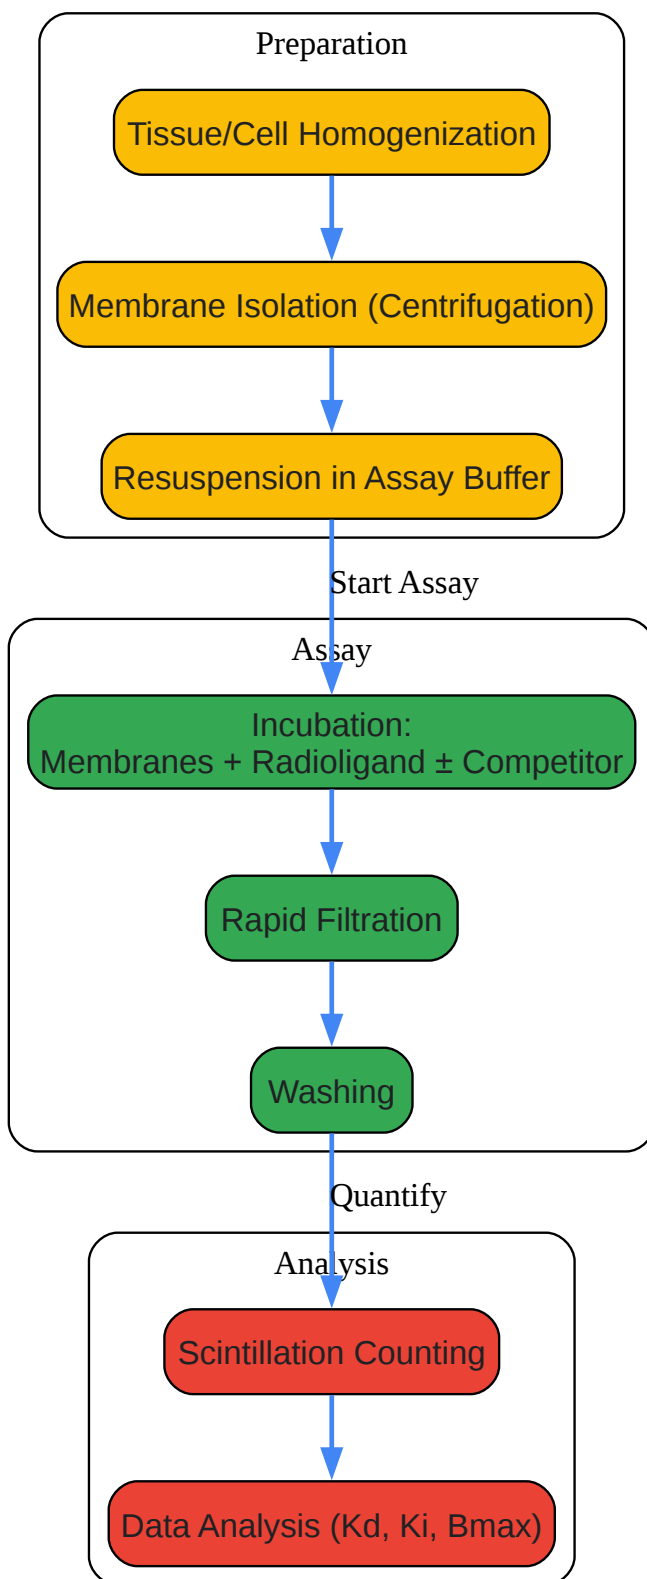 Preparation
Tissue/Cell Homogenization
Membrane Isolation (Centrifugation)
Resuspension in Assay Buffer
Start Assay
Assay
Incubation:
Membranes + Radioligand ± Competitor
Rapid Filtration
Washing
Quantify
Analysis
Scintillation Counting
Data Analysis (Kd, Ki, Bmax)